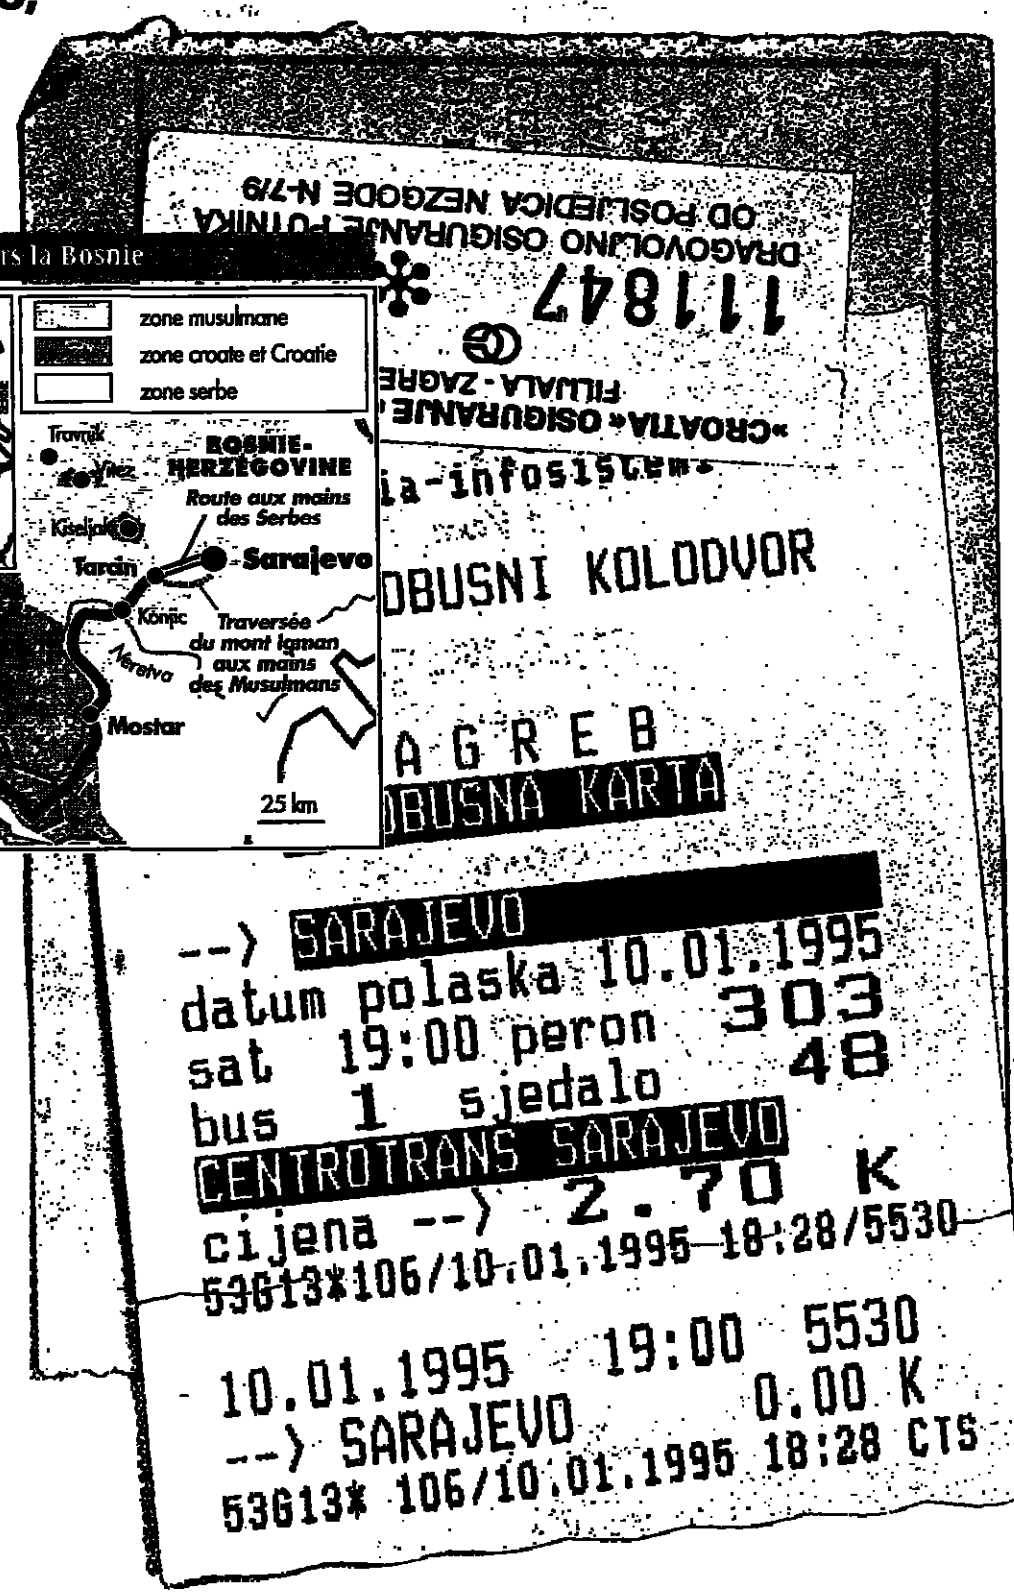 OD POSLJEDICA NEZGODE N-7/9
DRAGOVOLJNO OSIGURANJE PUTNIKA
111847
FILIJALA - ZAGRE
»CROATIA« OSIGURANJE
rs la Bosnie
zone musulmane
zone croate et Croatie
zone serbe
Travnik
Vitez
BOSNIE-
HERZÉGOVINE
Route aux mains
des Serbes
Kiseljak
Sarajevo
Tarcin
Konjic
Traversée
du mont Igman
aux mains
des Musulmans
Neretva
Mostar
25 km
ia-infosistem
OBUSNI KOLODVOR
A G R E B
OBUSNA KARTA
--> SARAJEVO
datum polaska 10.01.1995
sat 19:00 peron 303
bus 1 sjedalo 48
CENTROTRANS SARAJEVO
cijena --> 2.70 K
53G13*106/10.01.1995 18:28/5530
10.01.1995 19:00 5530
--> SARAJEVO 0.00 K
53G13* 106/10.01.1995 18:28 CTS